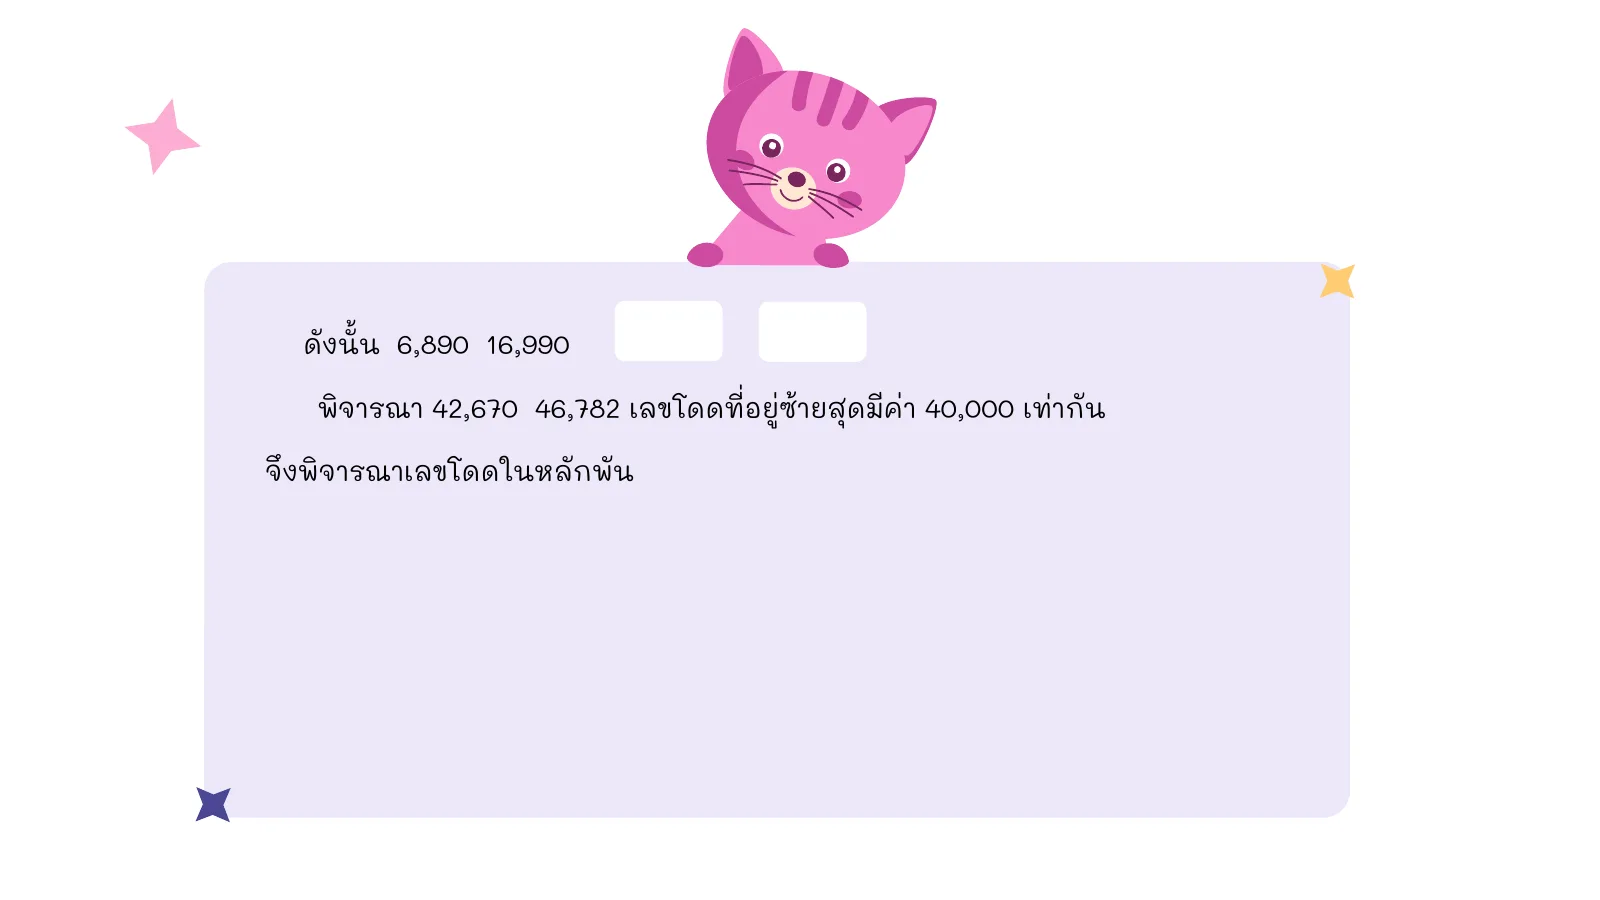 ดังนั้น 6,890 16,990
พิจารณา 42,670 46,782 เลขโดดที่อยู่ซ้ายสุดมีค่า 40,000 เท่ากัน
จึงพิจารณาเลขโดดในหลักพัน